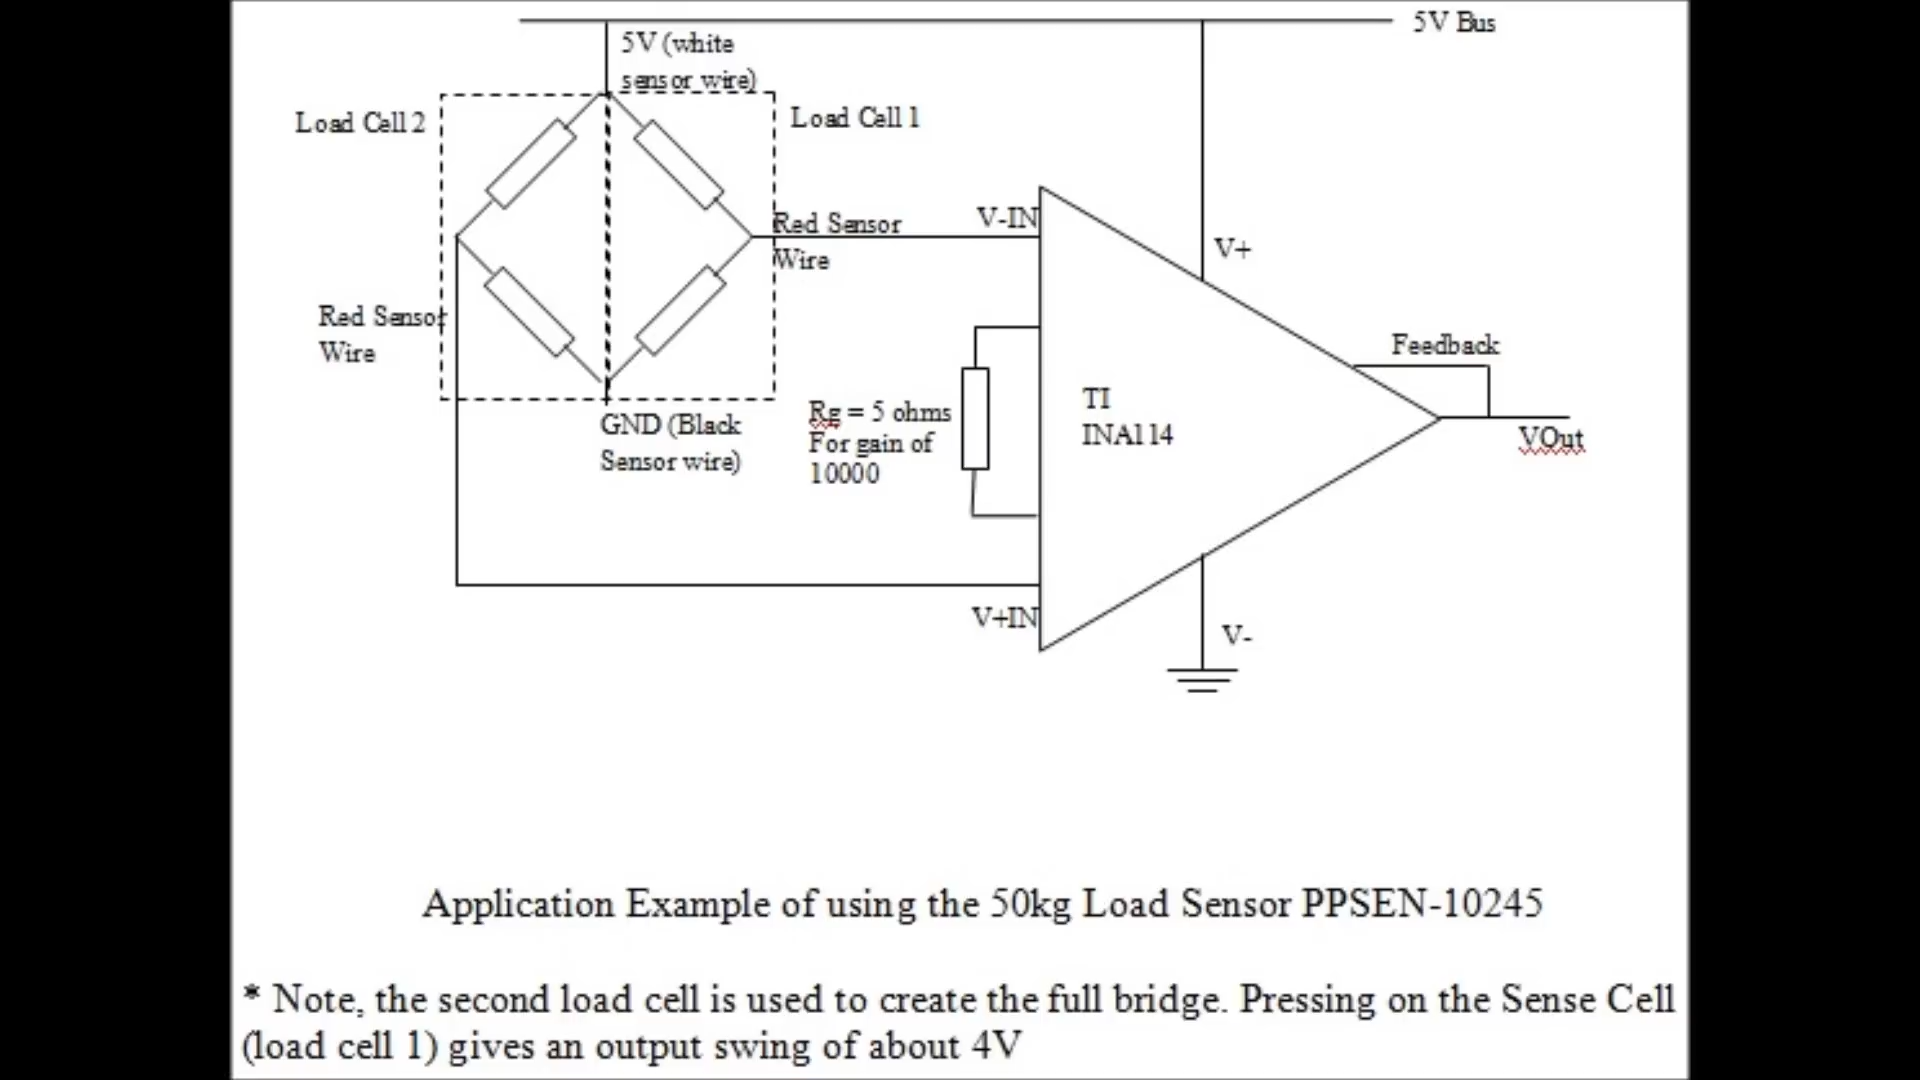 5V Bus
5V (white
sensor wire)
Load Cell 2
Load Cell 1
Red Sensor
Wire
V-IN
V+
Red Sensor
Wire
Feedback
TI
INA114
Rg = 5 ohms
For gain of
10000
GND (Black
Sensor wire)
VOut
V+IN
V-
Application Example of using the 50kg Load Sensor PPSEN-10245
* Note, the second load cell is used to create the full bridge. Pressing on the Sense Cell
(load cell 1) gives an output swing of about 4V